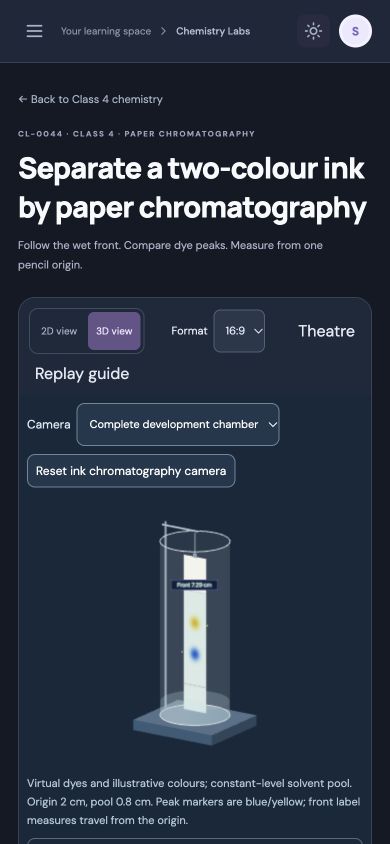 Your learning space > Chemistry Labs
S
← Back to Class 4 chemistry
CL-0044 · CLASS 4 · PAPER CHROMATOGRAPHY
Separate a two-colour ink
by paper chromatography
Follow the wet front. Compare dye peaks. Measure from one
pencil origin.
2D view 3D view Format 16:9 Theatre
Replay guide
Camera Complete development chamber
Reset ink chromatography camera
Front 7.29 cm
Virtual dyes and illustrative colours; constant-level solvent pool.
Origin 2 cm, pool 0.8 cm. Peak markers are blue/yellow; front label
measures travel from the origin.